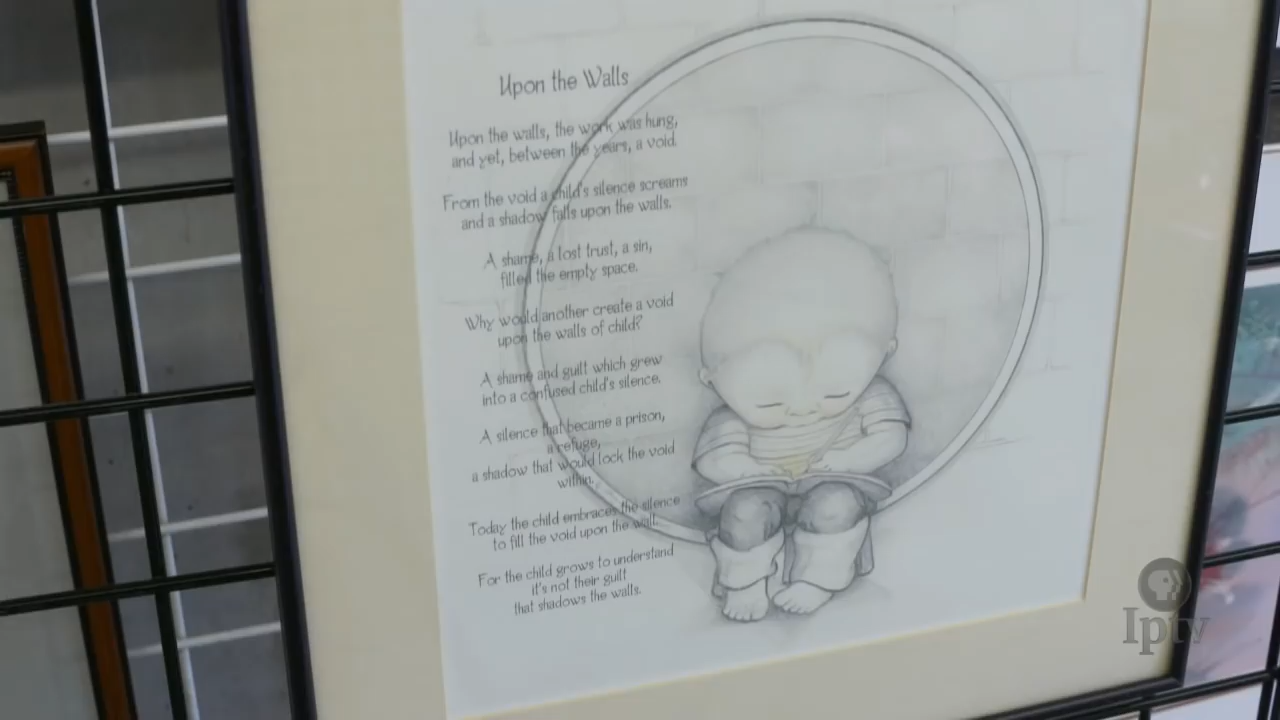 Upon the Walls
Upon the walls, the work was hung,
and yet, between the years, a void.
From the void a child's silence screams
and a shadow falls upon the walls.
A shame, a lost trust, a sin,
filled the empty space.
Why would another create a void
upon the walls of child?
A shame and guilt which grew
into a confused child's silence.
A silence that became a prison,
a refuge,
a shadow that would lock the void
within.
Today the child embraces the silence
to fill the void upon the wall.
For the child grows to understand
it's not their guilt
that shadows the walls.
Iptv